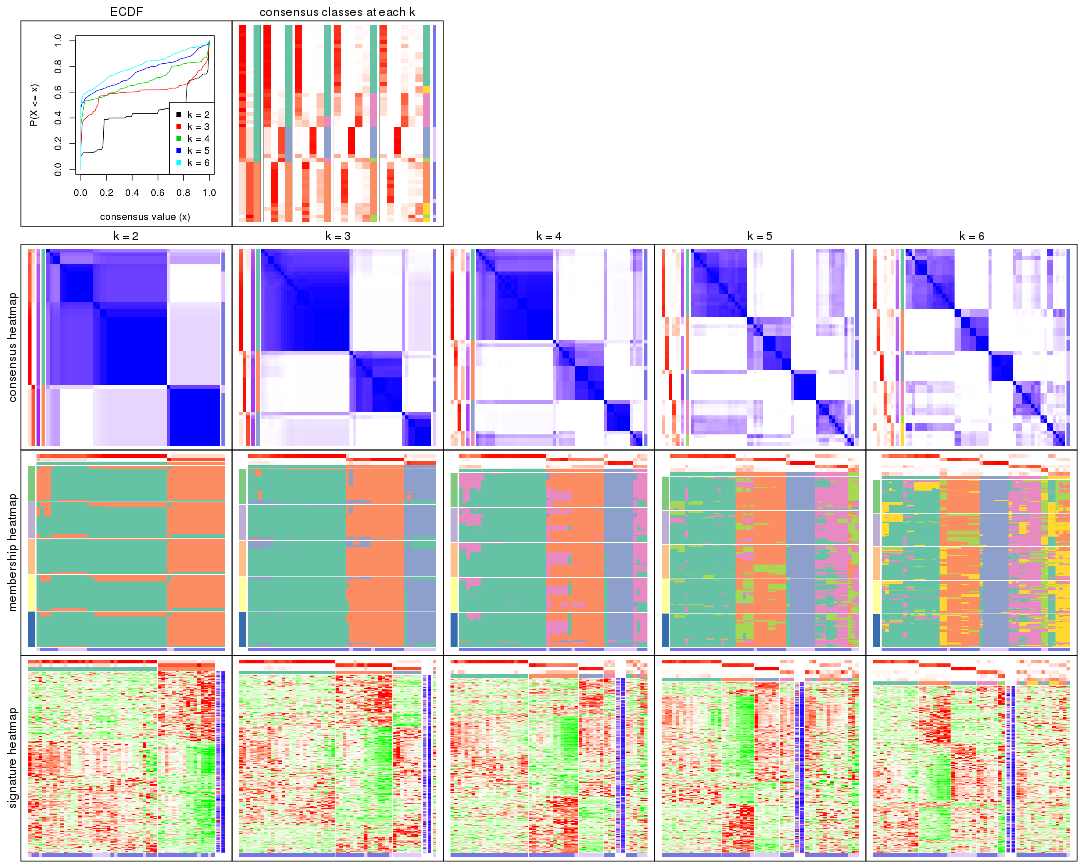 ECDF
consensus classes at each k
P(X <= x)
0.0
0.2
0.4
0.6
0.8
1.0
k = 2
k = 3
k = 4
k = 5
k = 6
0.0 0.2 0.4 0.6 0.8 1.0
consensus value (x)
k = 2
k = 3
k = 4
k = 5
k = 6
consensus heatmap
membership heatmap
signature heatmap